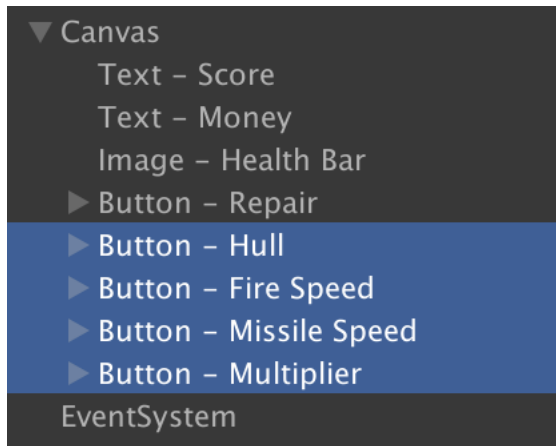 Canvas
Text – Score
Text – Money
Image – Health Bar
Button – Repair
Button – Hull
Button – Fire Speed
Button – Missile Speed
Button – Multiplier
EventSystem